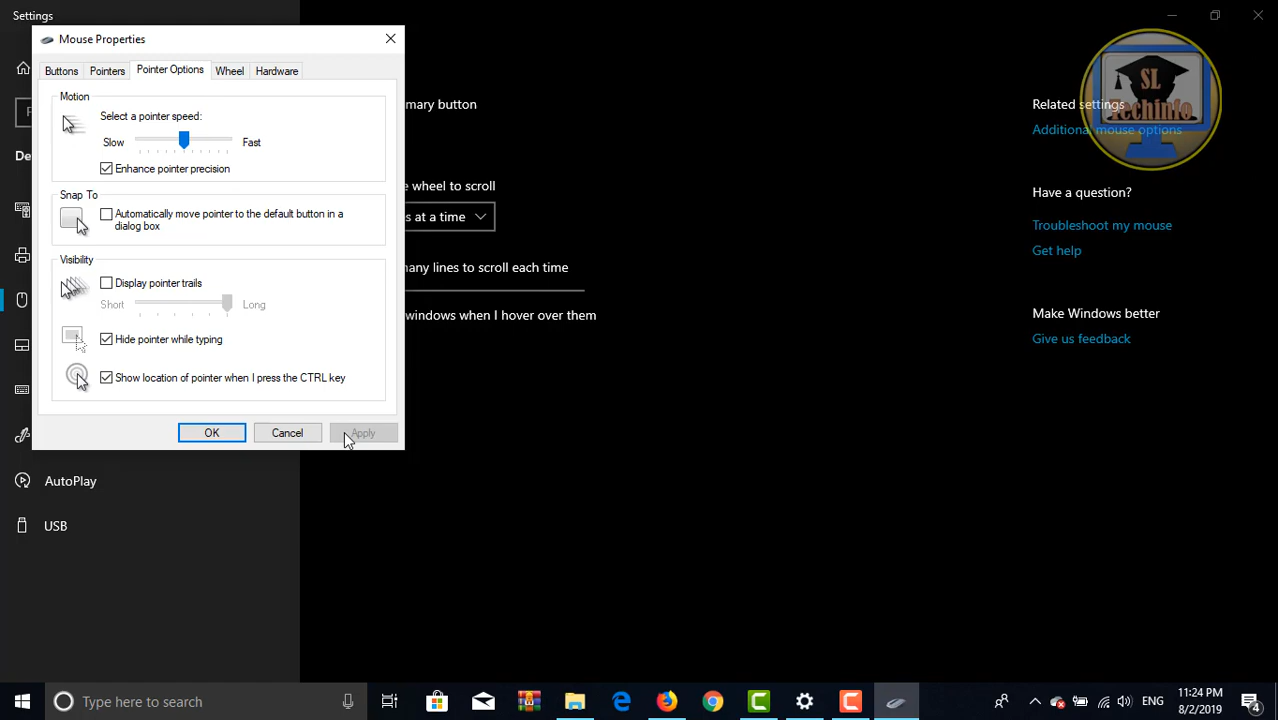 Settings
Mouse Properties
Buttons
Pointers
Pointer Options
Wheel
Hardware
Motion
Select a pointer speed:
Slow
Fast
Enhance pointer precision
Snap To
Automatically move pointer to the default button in a
dialog box
Visibility
Display pointer trails
Short
Long
Hide pointer while typing
Show location of pointer when I press the CTRL key
OK
Cancel
Apply
F
De
AutoPlay
USB
mary button
e wheel to scroll
s at a time
any lines to scroll each time
windows when I hover over them
Related settings
Additional mouse options
SL
Techinfo
Have a question?
Troubleshoot my mouse
Get help
Make Windows better
Give us feedback
Type here to search
ENG
11:24 PM
8/2/2019
4